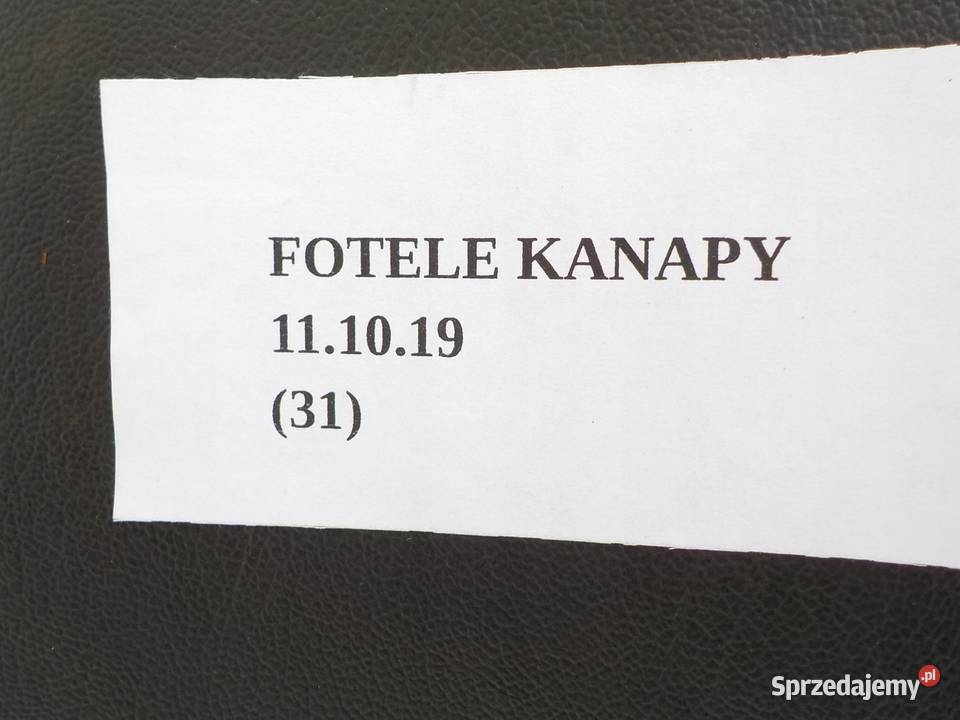 FOTELE KANAPY
11.10.19
(31)
Sprzedajemy.pl